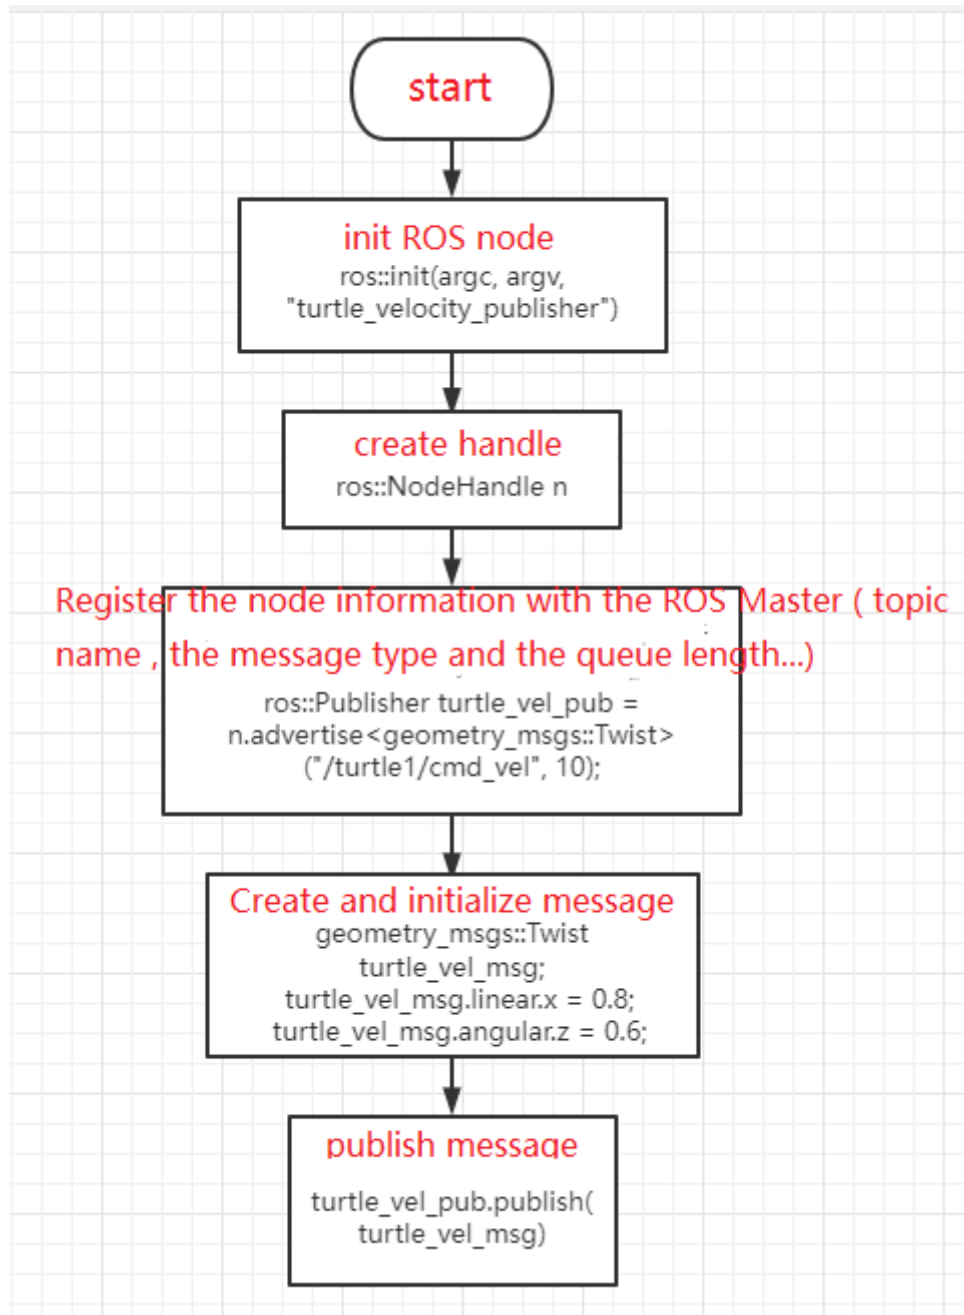 start
init ROS node
ros::init(argc, argv,
"turtle_velocity_publisher")
create handle
ros::NodeHandle n
Register the node information with the ROS Master ( topic
name , the message type and the queue length...)
ros::Publisher turtle_vel_pub =
n.advertise<geometry_msgs::Twist>
("/turtle1/cmd_vel", 10);
Create and initialize message
geometry_msgs::Twist
turtle_vel_msg;
turtle_vel_msg.linear.x = 0.8;
turtle_vel_msg.angular.z = 0.6;
publish message
turtle_vel_pub.publish(
turtle_vel_msg)